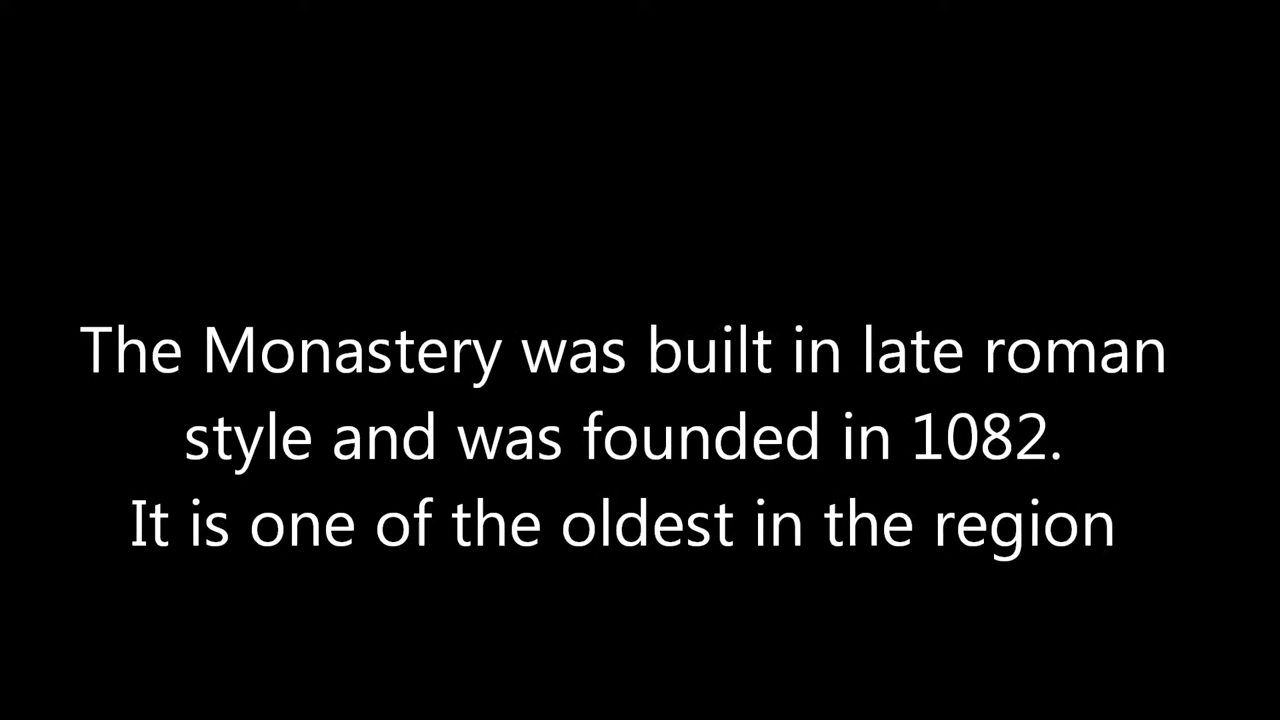 The Monastery was built in late roman
style and was founded in 1082.
It is one of the oldest in the region